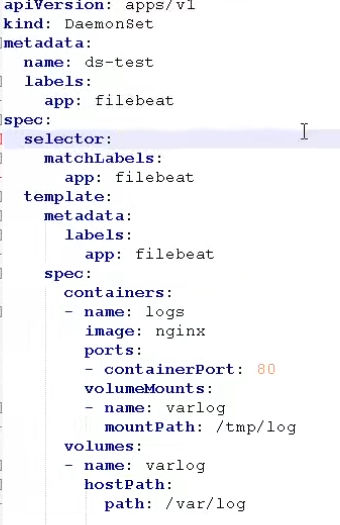 apiVersion: apps/v1
kind: DaemonSet
metadata:
  name: ds-test
  labels:
    app: filebeat
spec:
  selector:
    matchLabels:
      app: filebeat
  template:
    metadata:
      labels:
        app: filebeat
    spec:
      containers:
      - name: logs
        image: nginx
        ports:
        - containerPort: 80
        volumeMounts:
        - name: varlog
          mountPath: /tmp/log
      volumes:
      - name: varlog
        hostPath:
          path: /var/log